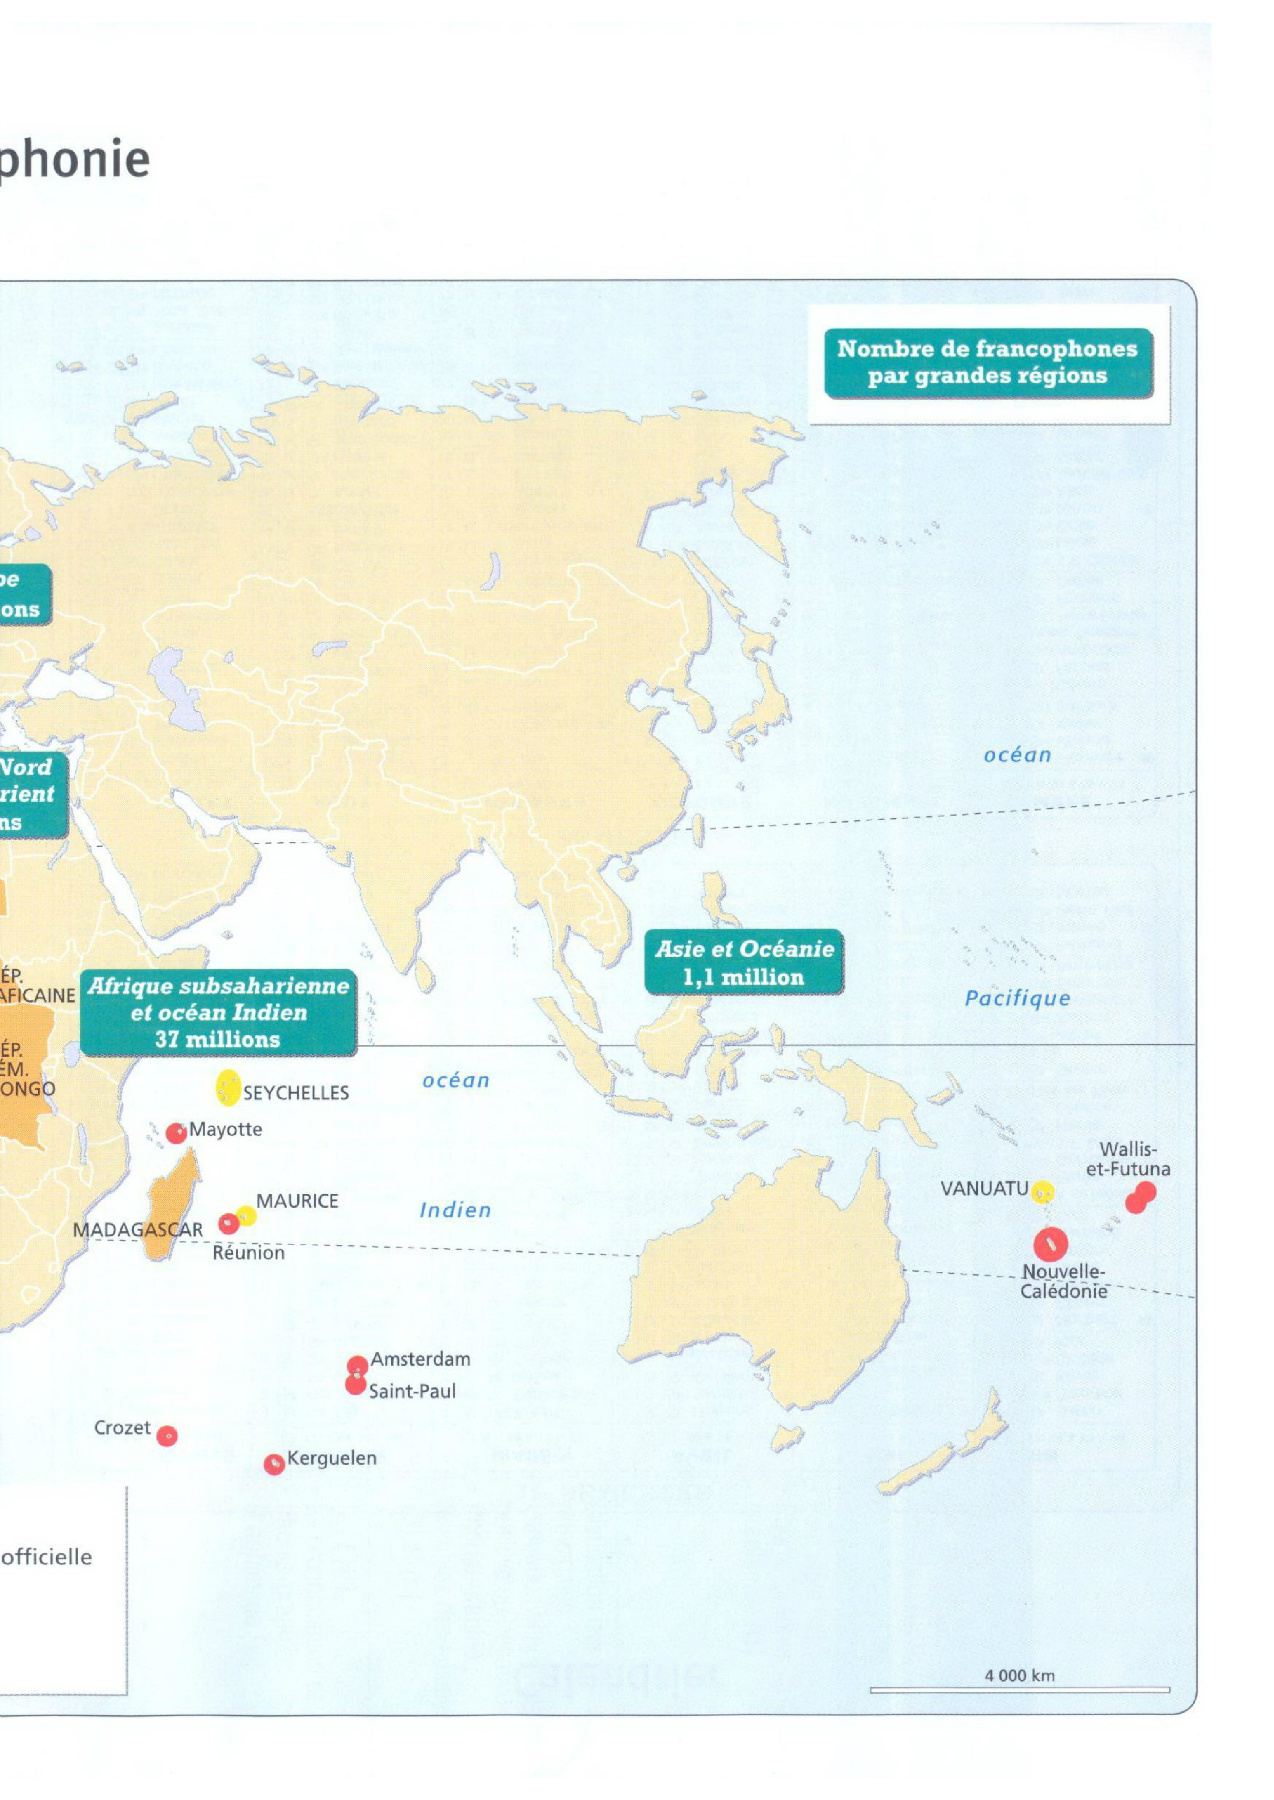 phonie
Nombre de francophones
par grandes régions
pe
ons
Nord
rient
ns
océan
Asie et Océanie
1,1 million
Pacifique
ÉP.
AFICAINE
Afrique subsaharienne
et océan Indien
37 millions
ÉP.
ÉM.
ONGO
océan
SEYCHELLES
Mayotte
Wallis-
et-Futuna
VANUATU
MAURICE
Indien
MADAGASCAR
Réunion
Nouvelle-
Calédonie
Amsterdam
Saint-Paul
Crozet
Kerguelen
officielle
4 000 km